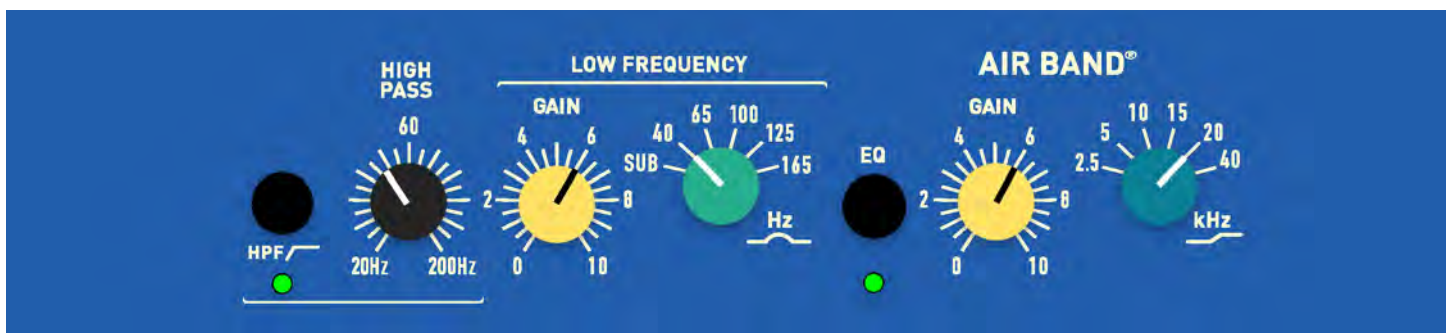 HIGH
PASS
60
20Hz 200Hz
HPF
LOW FREQUENCY
GAIN
4 6
2 8
0 10
65 100
40 125
SUB 165
Hz
EQ
AIR BAND®
GAIN
4 6
2 8
0 10
10 15
5 20
2.5 40
kHz